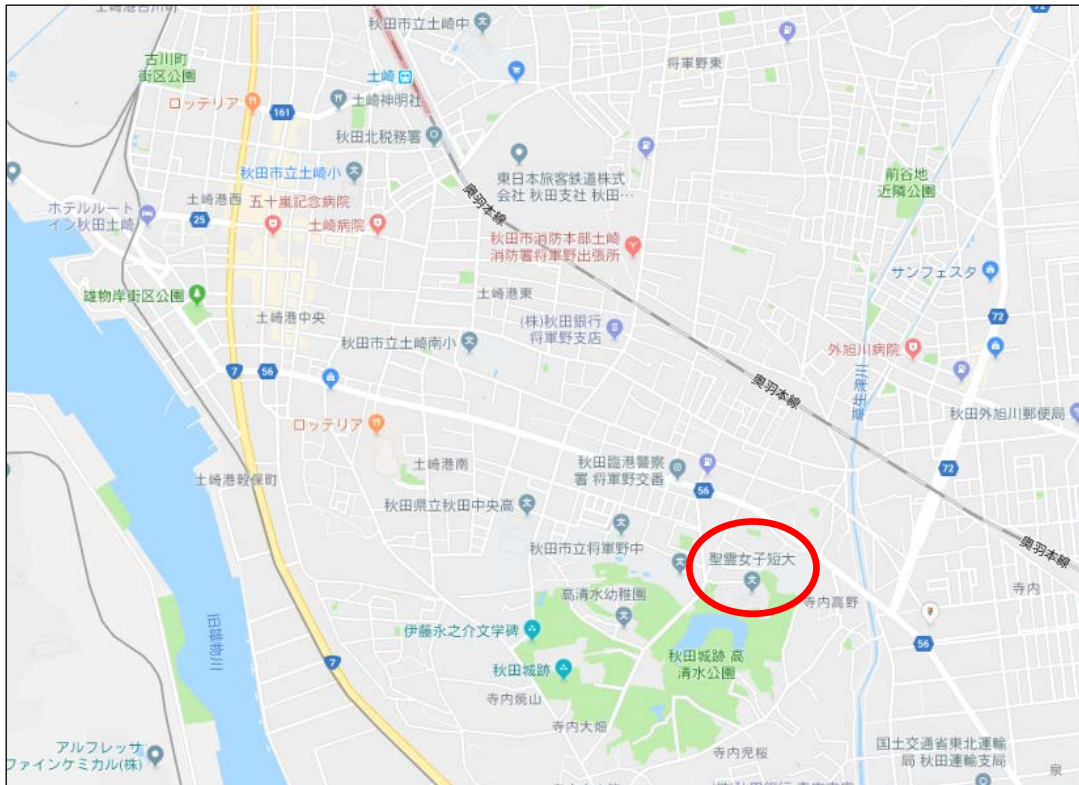 秋田市立土崎中
72
将軍野東
古川町
街区公園
土崎
ロッテリア
161
土崎神明社
秋田北税務署
秋田市立土崎小
東日本旅客鉄道株式
会社 秋田支社 秋田…
前谷地
近隣公園
奥羽本線
土崎港西
五十嵐記念病院
ホテルルート
イン秋田土崎
25
土崎病院
秋田市消防本部土崎
消防署将軍野出張所
サンフェスタ
雄物岸街区公園
土崎港東
土崎港中央
(株)秋田銀行
将軍野支店
72
秋田市立土崎南小
外旭川病院
7
56
奥羽本線
ロッテリア
秋田外旭川郵便局
土崎港南
秋田臨港警察
署 将軍野交番
72
土崎港穀保町
56
秋田県立秋田中央高
秋田市立将軍野中
聖霊女子短大
奥羽本線
寺内
高清水幼稚園
寺内高野
旧雄物川
伊藤永之介文学碑
56
7
秋田城跡
秋田城跡 高
清水公園
寺内焼山
寺内大畑
アルフレッサ
ファインケミカル(株)
寺内児桜
国土交通省東北運輸
局 秋田運輸支局
泉